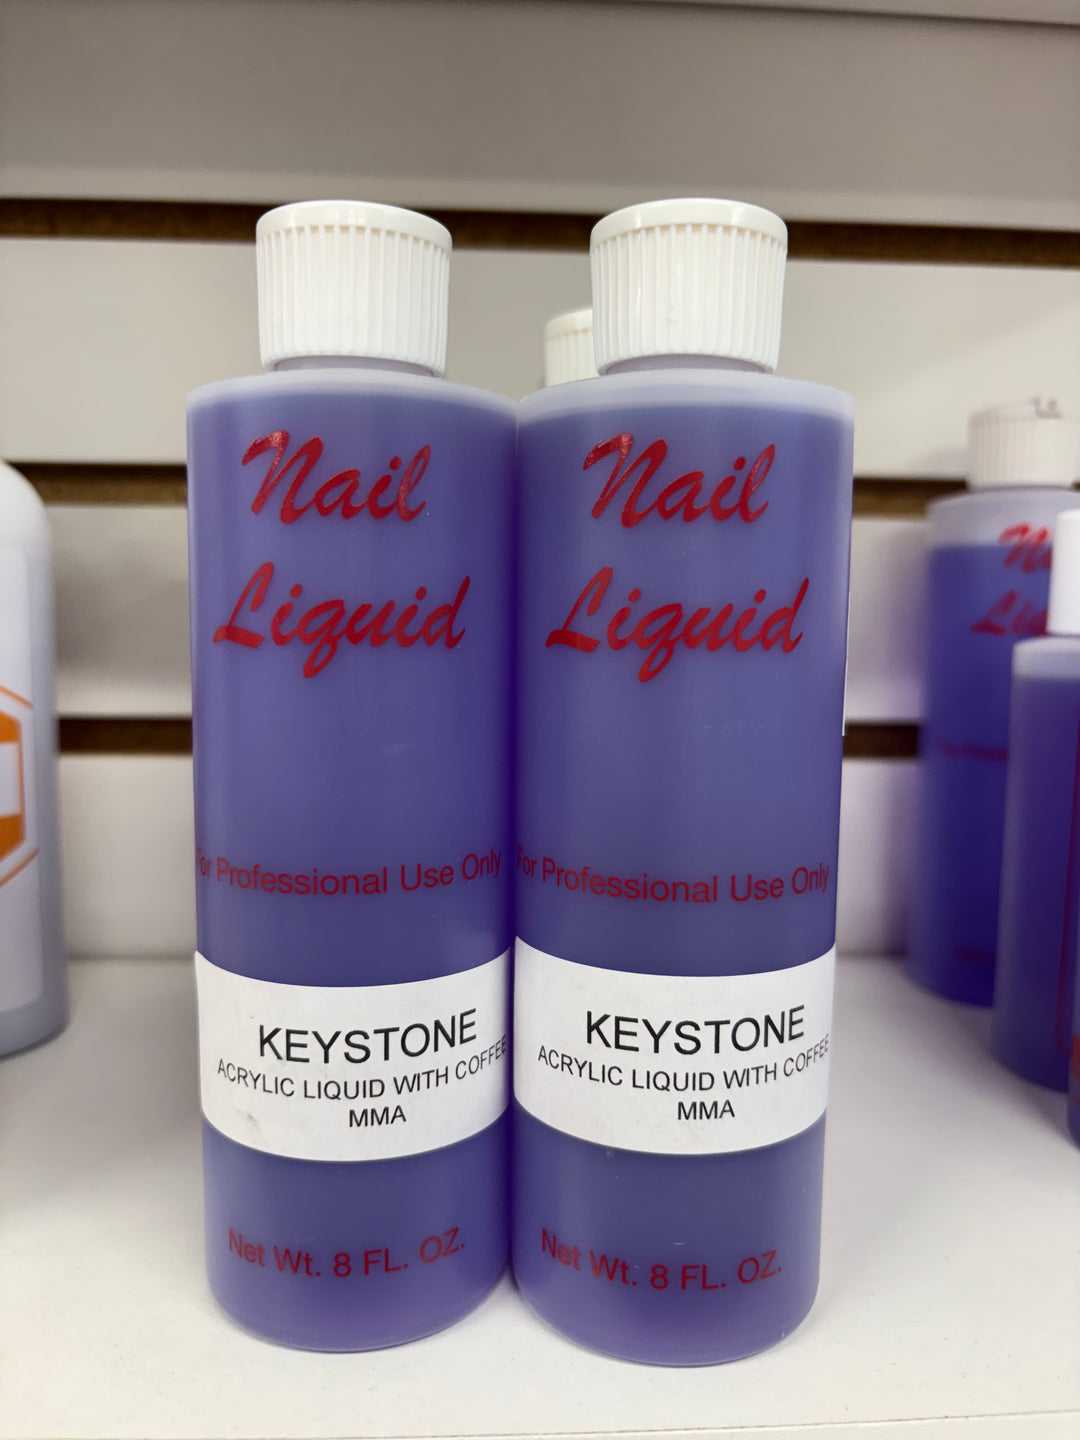 Nail
Liquid
For Professional Use Only
KEYSTONE
ACRYLIC LIQUID WITH COFFEE
MMA
Net Wt. 8 FL. OZ.
Nail
Liquid
For Professional Use Only
KEYSTONE
ACRYLIC LIQUID WITH COFFEE
MMA
Net Wt. 8 FL. OZ.